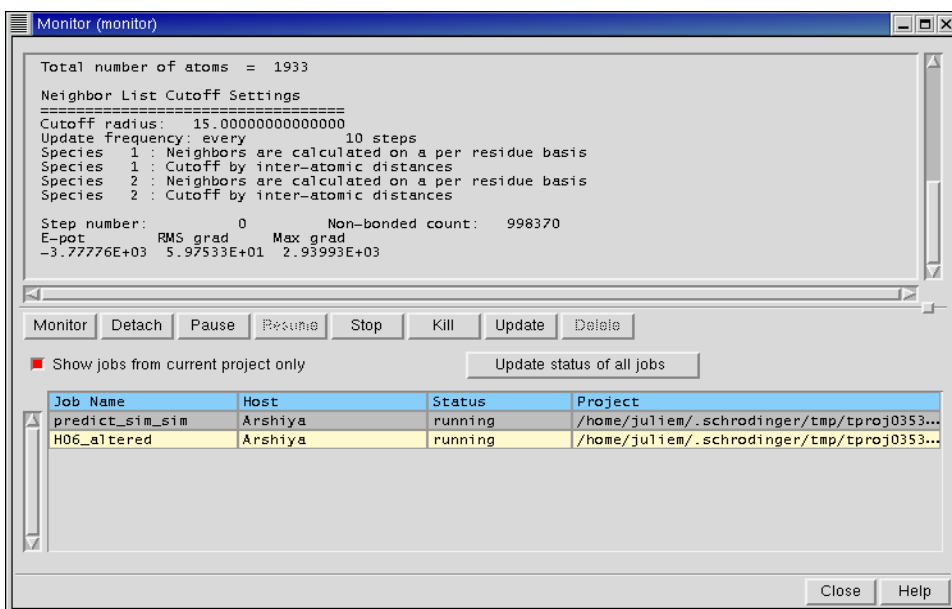 Monitor (monitor)
Total number of atoms  =  1933
Neighbor List Cutoff Settings
==================================
Cutoff radius:   15.00000000000000
Update frequency: every           10 steps
Species   1 : Neighbors are calculated on a per residue basis
Species   1 : Cutoff by inter-atomic distances
Species   2 : Neighbors are calculated on a per residue basis
Species   2 : Cutoff by inter-atomic distances
Step number:          0         Non-bonded count:   998370
E-pot        RMS grad     Max grad
-3.77776E+03  5.97533E+01  2.93993E+03
Monitor Detach Pause Resume Stop Kill Update Delete
Show jobs from current project only Update status of all jobs
Job Name Host Status Project
predict_sim_sim Arshiya running /home/juliem/.schrodinger/tmp/tproj0353...
H06_altered Arshiya running /home/juliem/.schrodinger/tmp/tproj0353...
Close Help